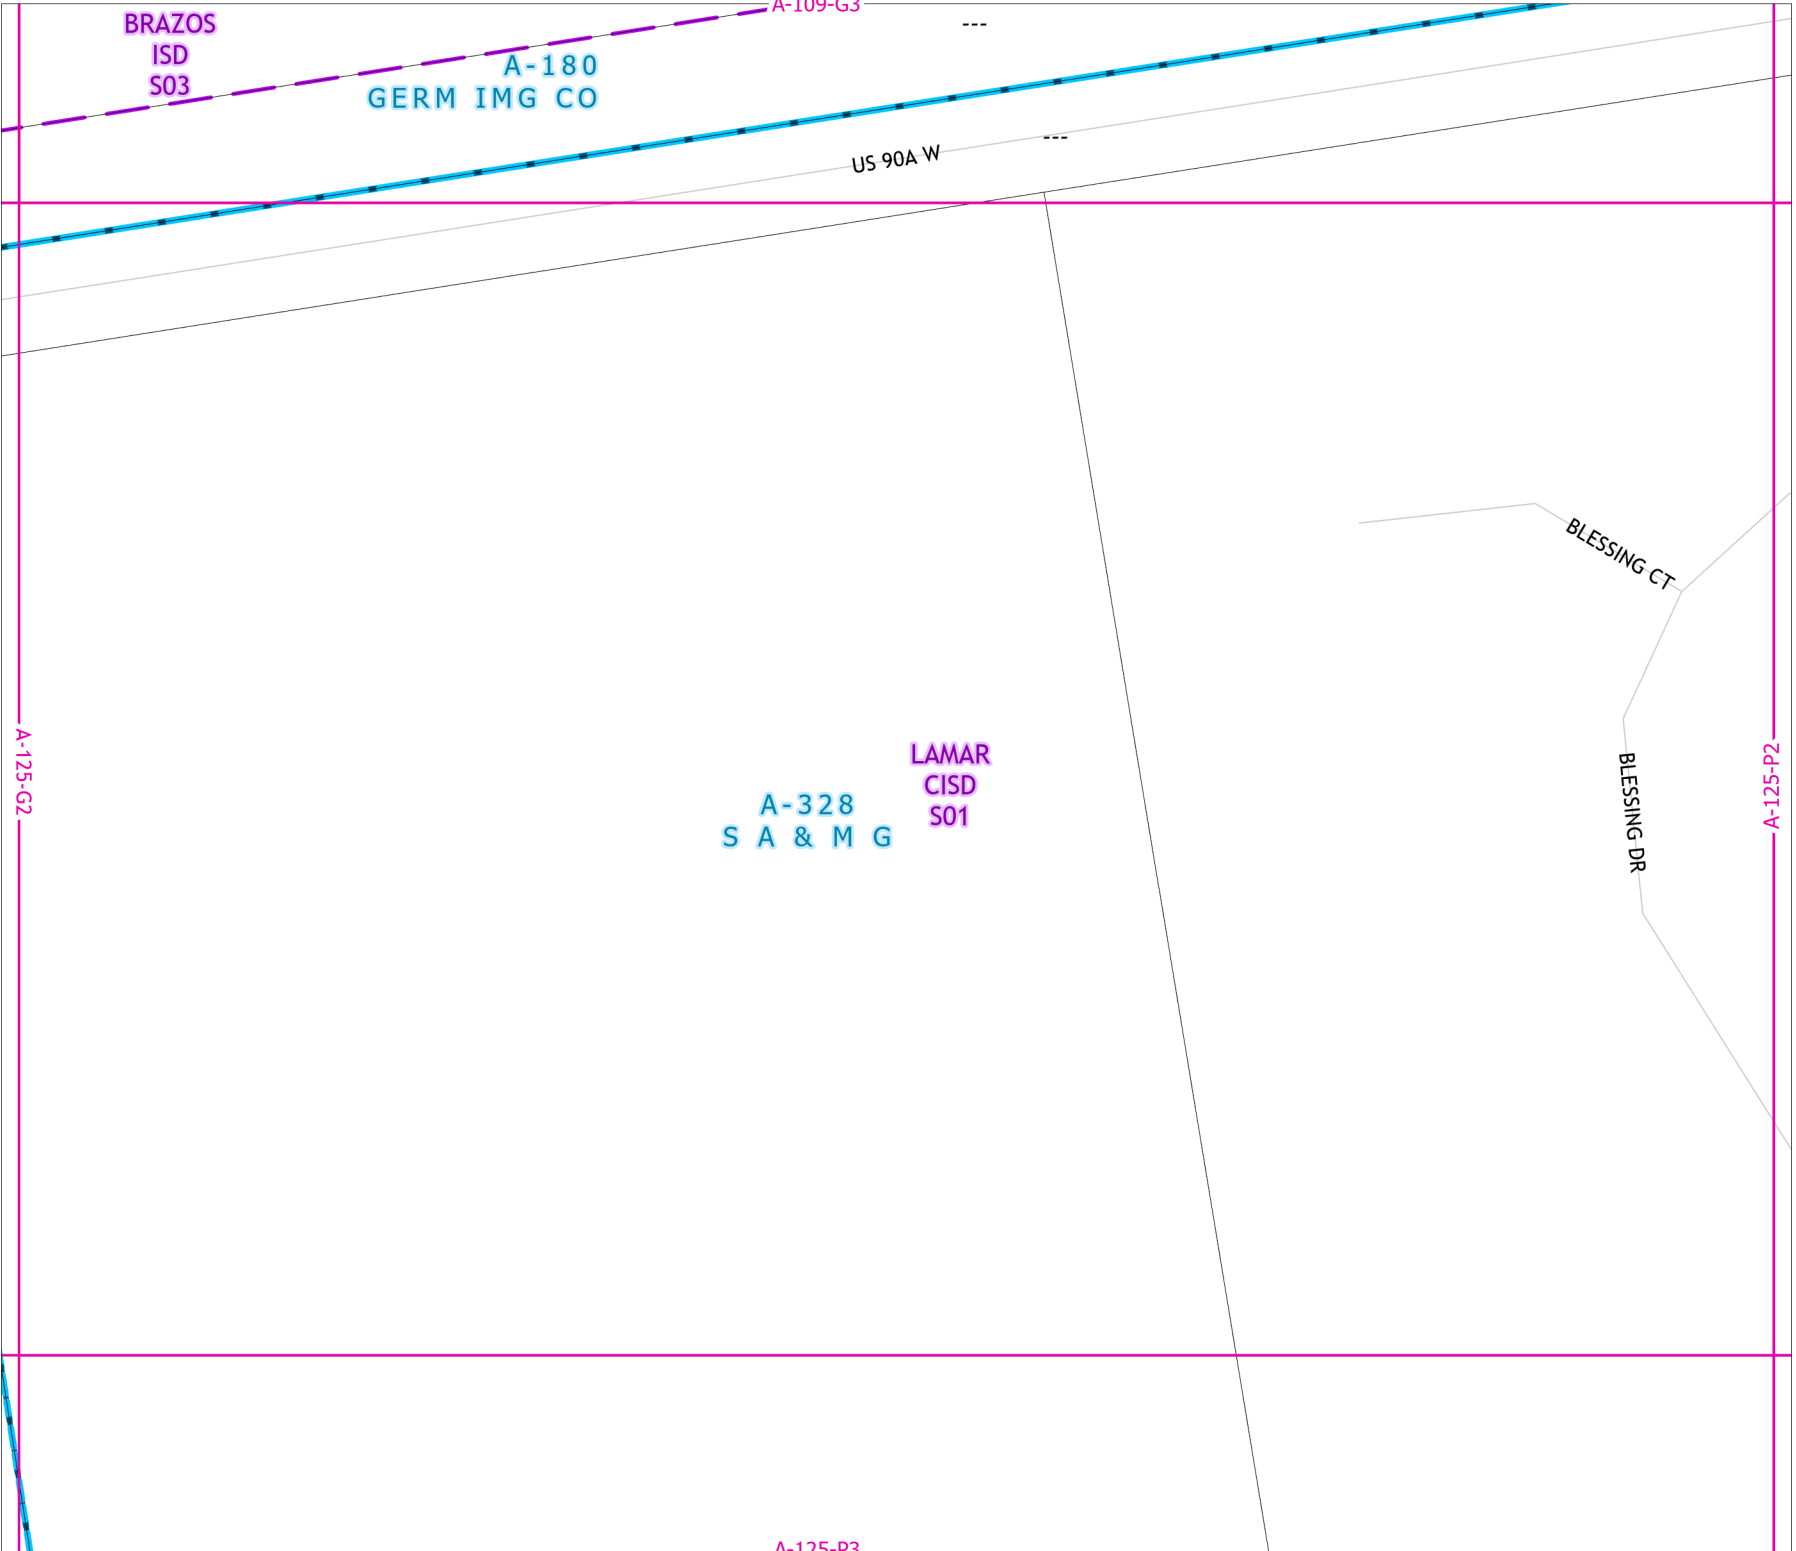 A-109-G3
BRAZOS
ISD
S03
---
A-180
GERM IMG CO
---
US 90A W
BLESSING CT
A-125-G2
LAMAR
CISD
S01
A-328
S A & M G
BLESSING DR
A-125-P2
A-125-P3